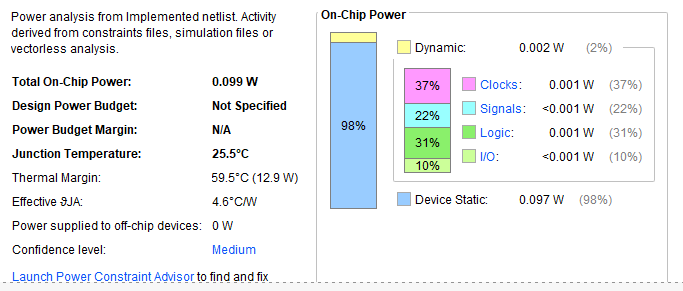 Power analysis from Implemented netlist. Activity
derived from constraints files, simulation files or
vectorless analysis.
Total On-Chip Power: 0.099 W
Design Power Budget: Not Specified
Power Budget Margin: N/A
Junction Temperature: 25.5°C
Thermal Margin: 59.5°C (12.9 W)
Effective ϑJA: 4.6°C/W
Power supplied to off-chip devices: 0 W
Confidence level: Medium
Launch Power Constraint Advisor to find and fix
On-Chip Power
98%
Dynamic: 0.002 W (2%)
37% Clocks: 0.001 W (37%)
22% Signals: <0.001 W (22%)
31% Logic: 0.001 W (31%)
10% I/O: <0.001 W (10%)
Device Static: 0.097 W (98%)